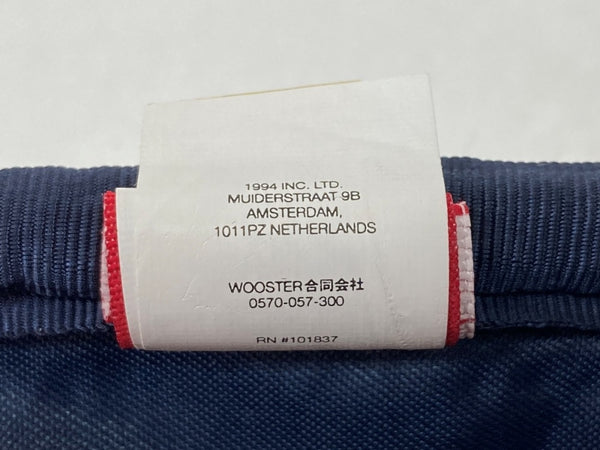 1994 INC. LTD.
MUIDERSTRAAT 9B
AMSTERDAM,
1011PZ NETHERLANDS
WOOSTER合同会社
0570-057-300
RN #101837